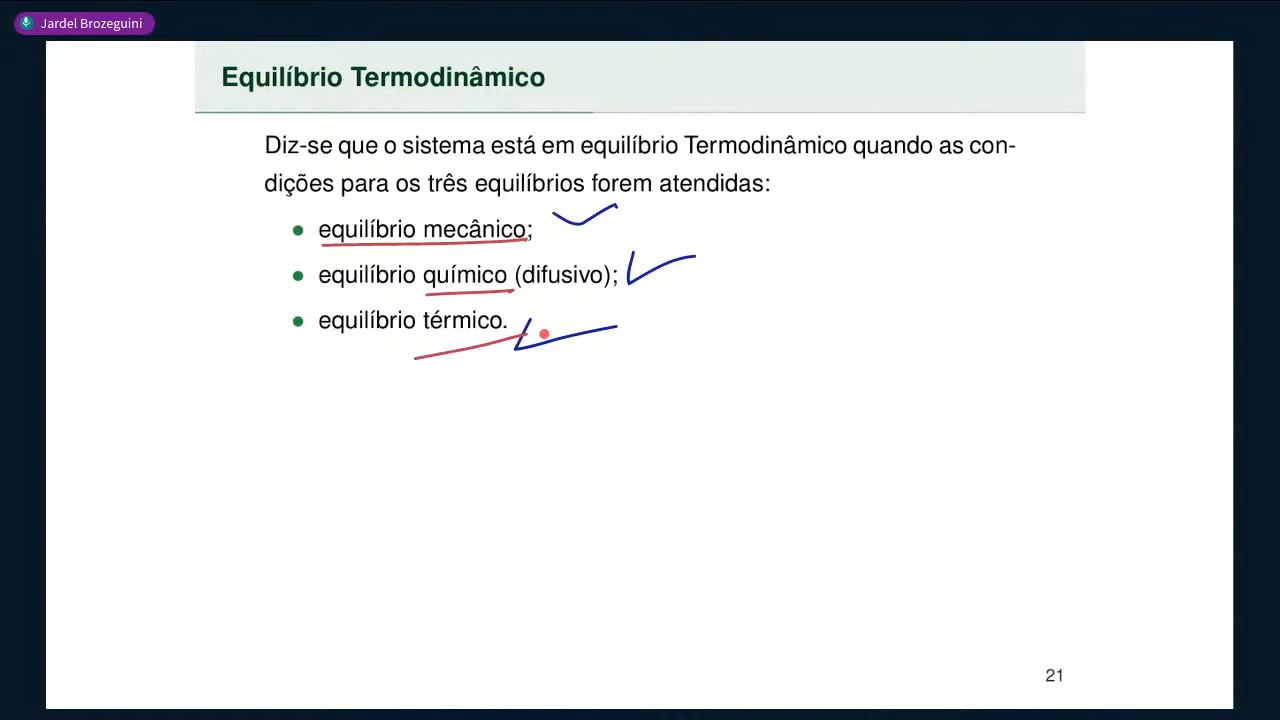 Jardel Brozeguini
Equilíbrio Termodinâmico
Diz-se que o sistema está em equilíbrio Termodinâmico quando as con-
dições para os três equilíbrios forem atendidas:
equilíbrio mecânico;
equilíbrio químico (difusivo);
equilíbrio térmico.
21